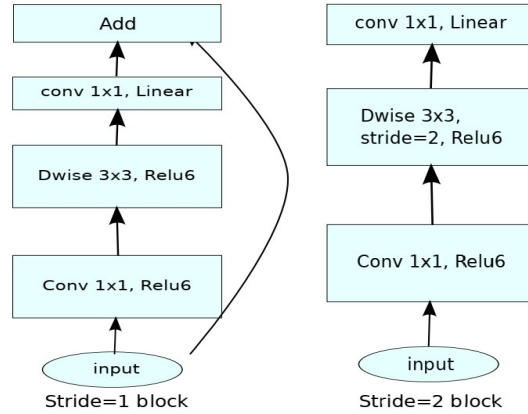 Add
conv 1x1, Linear
Dwise 3x3, Relu6
Conv 1x1, Relu6
input
Stride=1 block
conv 1x1, Linear
Dwise 3x3,
stride=2, Relu6
Conv 1x1, Relu6
input
Stride=2 block